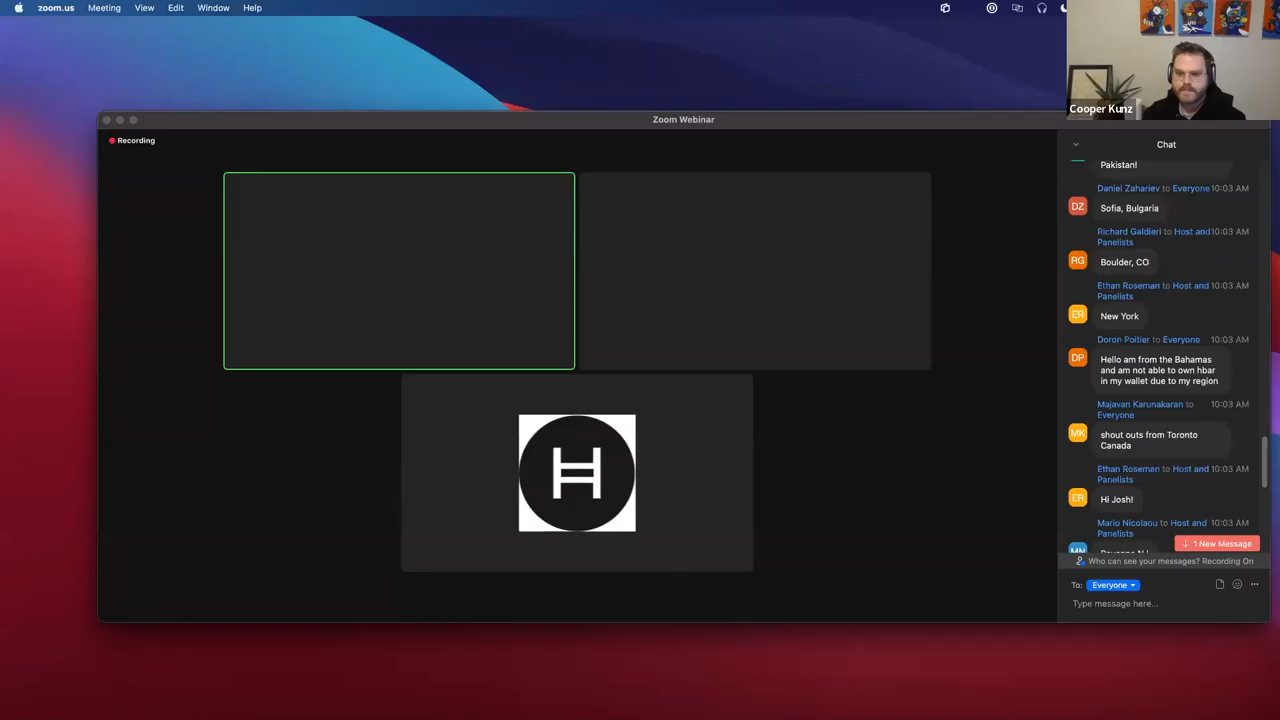 zoom.us Meeting View Edit Window Help
Cooper Kunz
Zoom Webinar
Recording
Chat
Pakistan!
Daniel Zahariev to Everyone 10:03 AM
DZ
Sofia, Bulgaria
Richard Galdieri to Host and 10:03 AM
Panelists
RG
Boulder, CO
Ethan Roseman to Host and 10:03 AM
Panelists
ER
New York
Doron Poitier to Everyone 10:03 AM
DP
Hello am from the Bahamas
and am not able to own hbar
in my wallet due to my region
Majavan Karunakaran to 10:03 AM
Everyone
MK
shout outs from Toronto
Canada
Ethan Roseman to Host and 10:03 AM
Panelists
ER
Hi Josh!
Mario Nicolaou to Host and 10:03 AM
Panelists
MN
1 New Message
Who can see your messages? Recording On
To: Everyone
Type message here...
H